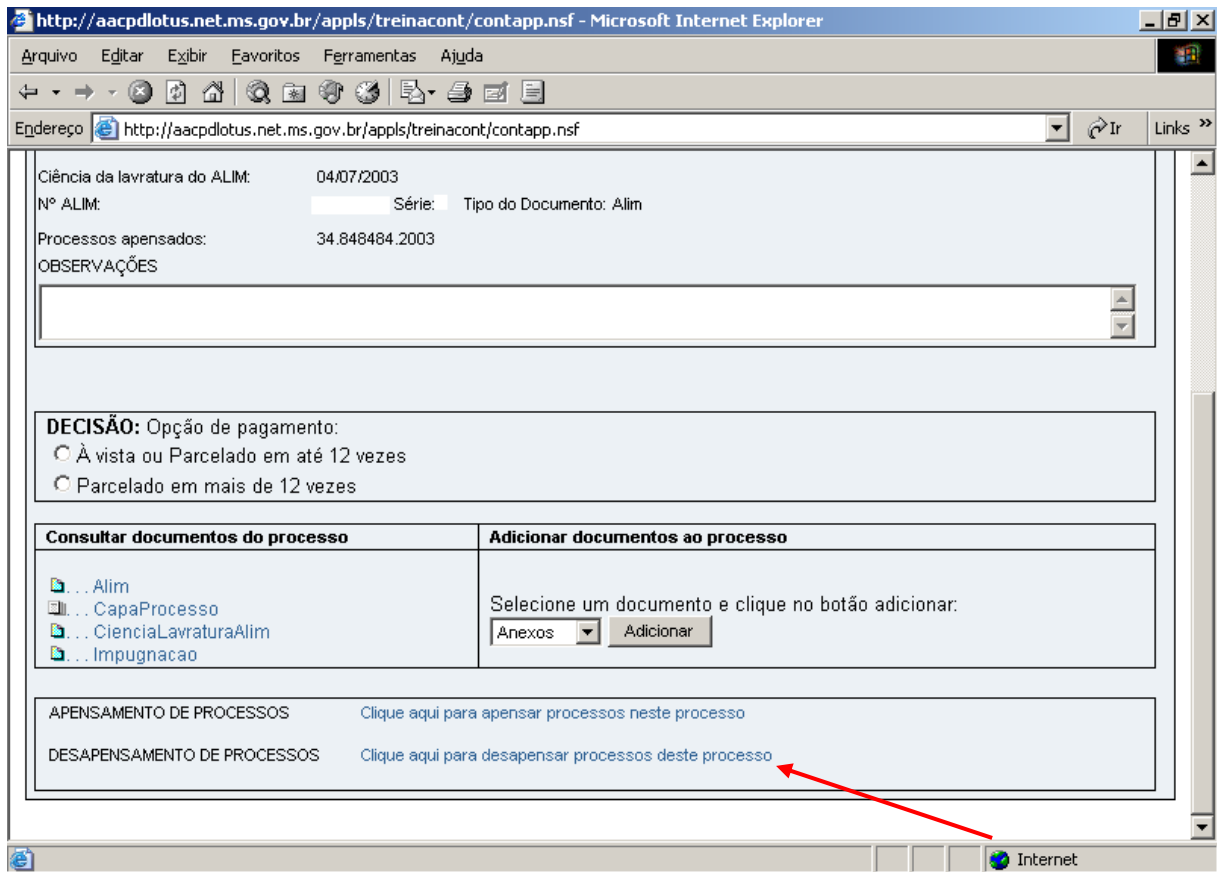 http://aacpdlotus.net.ms.gov.br/appls/treinacont/contapp.nsf - Microsoft Internet Explorer
Arquivo Editar Exibir Favoritos Ferramentas Ajuda
Endereço http://aacpdlotus.net.ms.gov.br/appls/treinacont/contapp.nsf Ir Links »
Ciência da lavratura do ALIM: 04/07/2003
Nº ALIM: Série: Tipo do Documento: Alim
Processos apensados: 34.848484.2003
OBSERVAÇÕES
DECISÃO: Opção de pagamento:
À vista ou Parcelado em até 12 vezes
Parcelado em mais de 12 vezes
Consultar documentos do processo
Adicionar documentos ao processo
. . . Alim
. . . CapaProcesso
. . . CienciaLavraturaAlim
. . . Impugnacao
Selecione um documento e clique no botão adicionar:
Anexos Adicionar
APENSAMENTO DE PROCESSOS Clique aqui para apensar processos neste processo
DESAPENSAMENTO DE PROCESSOS Clique aqui para desapensar processos deste processo
Internet